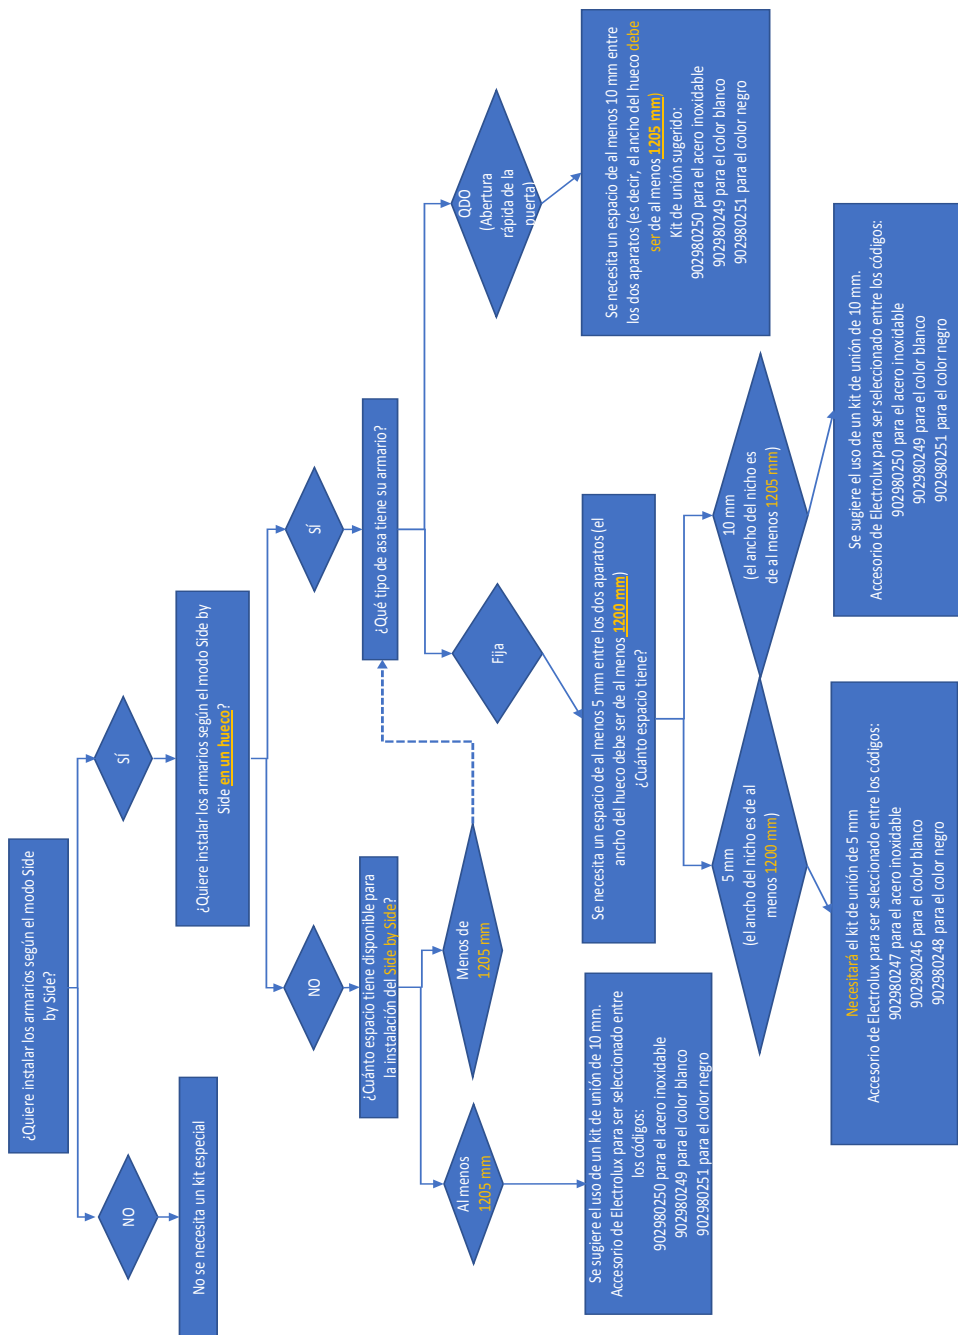 ¿Quiere instalar los armarios según el modo Side
by Side?
NO
No se necesita un kit especial
SÍ
¿Quiere instalar los armarios según el modo Side by
Side en un hueco?
NO
¿Cuánto espacio tiene disponible para
la instalación del Side by Side?
Al menos
1205 mm
Se sugiere el uso de un kit de unión de 10 mm.
Accesorio de Electrolux para ser seleccionado entre
los códigos:
902980250 para el acero inoxidable
902980249 para el color blanco
902980251 para el color negro
Menos de
1205 mm
SÍ
¿Qué tipo de asa tiene su armario?
Fija
Se necesita un espacio de al menos 5 mm entre los dos aparatos (el
ancho del hueco debe ser de al menos 1200 mm)
¿Cuánto espacio tiene?
5 mm
(el ancho del nicho es de al
menos 1200 mm)
Necesitará el kit de unión de 5 mm
Accesorio de Electrolux para ser seleccionado entre los códigos:
902980247 para el acero inoxidable
902980246 para el color blanco
902980248 para el color negro
10 mm
(el ancho del nicho es
de al menos 1205 mm)
Se sugiere el uso de un kit de unión de 10 mm.
Accesorio de Electrolux para ser seleccionado entre los códigos:
902980250 para el acero inoxidable
902980249 para el color blanco
902980251 para el color negro
QDO
(Abertura
rápida de la
puerta)
Se necesita un espacio de al menos 10 mm entre
los dos aparatos (es decir, el ancho del hueco debe
ser de al menos 1205 mm)
Kit de unión sugerido:
902980250 para el acero inoxidable
902980249 para el color blanco
902980251 para el color negro